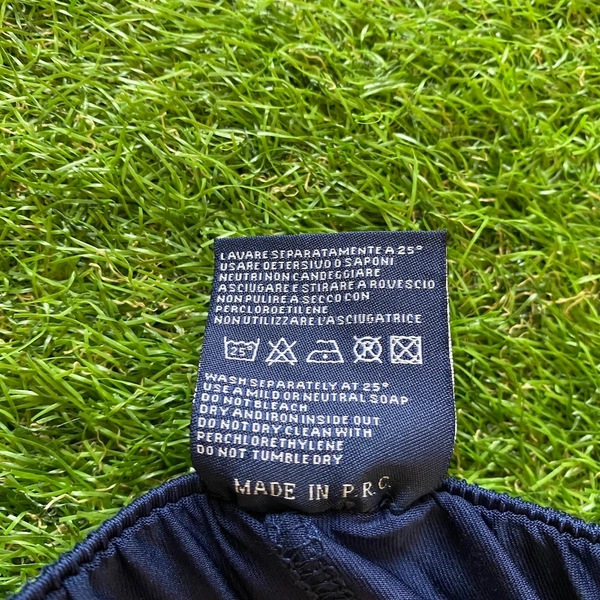 LAVARE SEPARATAMENTE A 25°
USARE DETERSIVO O SAPONI
NEUTRI NON CANDEGGIARE
ASCIUGARE E STIRARE A ROVESCIO
NON PULIRE A SECCO CON
PERCLOROETILENE
NON UTILIZZARE L'ASCIUGATRICE
25°
WASH SEPARATELY AT 25°
USE A MILD OR NEUTRAL SOAP
DO NOT BLEACH
DRY AND IRON INSIDE OUT
DO NOT DRY CLEAN WITH
PERCHLORETHYLENE
DO NOT TUMBLE DRY
MADE IN P.R.C.